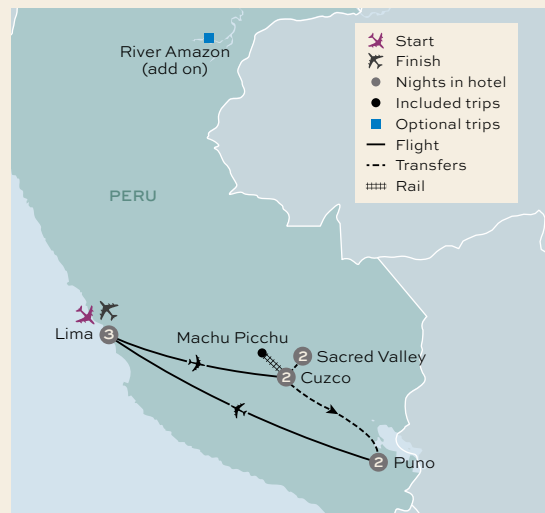 River Amazon
(add on)
Start
Finish
Nights in hotel
Included trips
Optional trips
Flight
Transfers
Rail
PERU
Lima
3
Machu Picchu
2
Sacred Valley
2
Cuzco
2
Puno